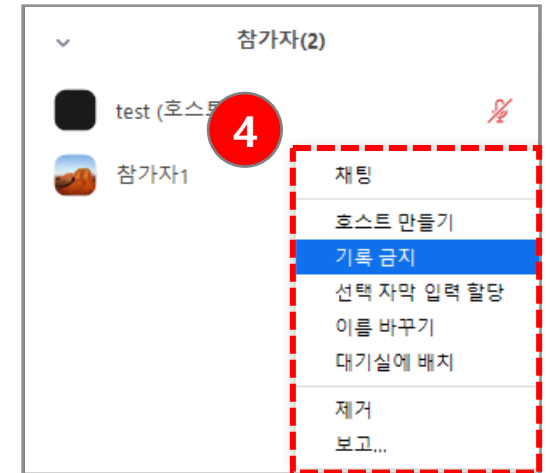 참가자(2)
test (호스트
4
참가자1
채팅
호스트 만들기
기록 금지
선택 자막 입력 할당
이름 바꾸기
대기실에 배치
제거
보고...